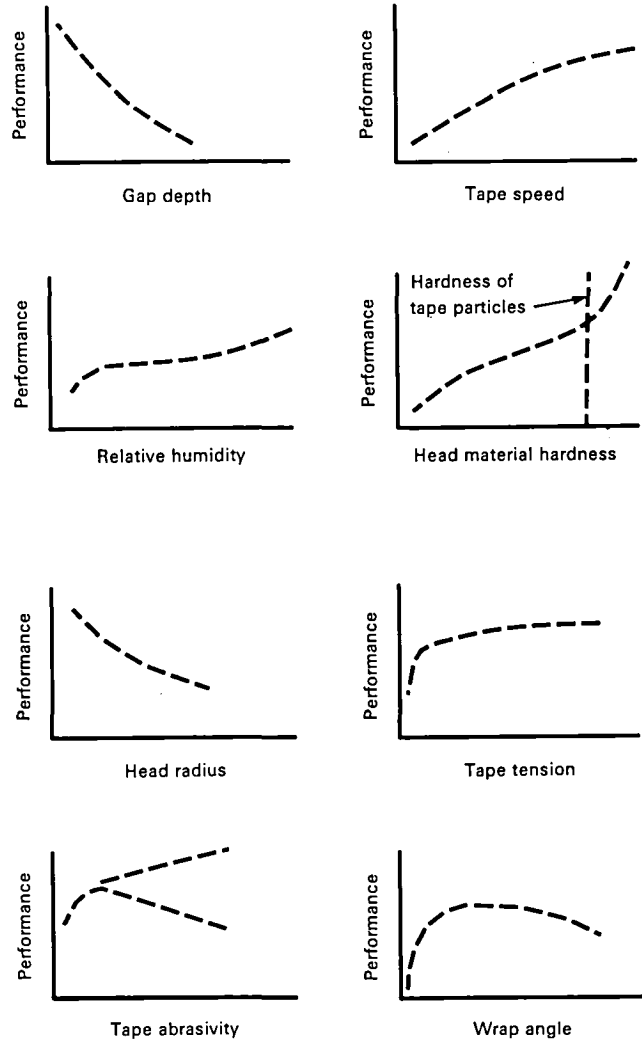 Performance
Gap depth
Performance
Tape speed
Performance
Relative humidity
Performance
Hardness of
tape particles
Head material hardness
Performance
Head radius
Performance
Tape tension
Performance
Tape abrasivity
Performance
Wrap angle